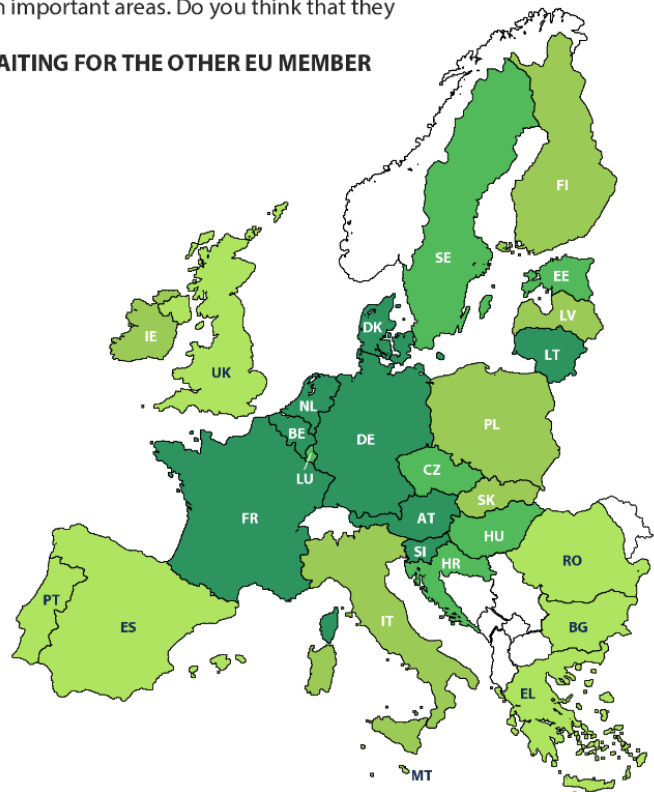 n important areas. Do you think that they
AITING FOR THE OTHER EU MEMBER
FI
SE
EE
LV
DK
LT
IE
UK
NL
PL
BE
DE
CZ
LU
SK
FR
AT
HU
SI
HR
RO
PT
IT
ES
BG
EL
MT